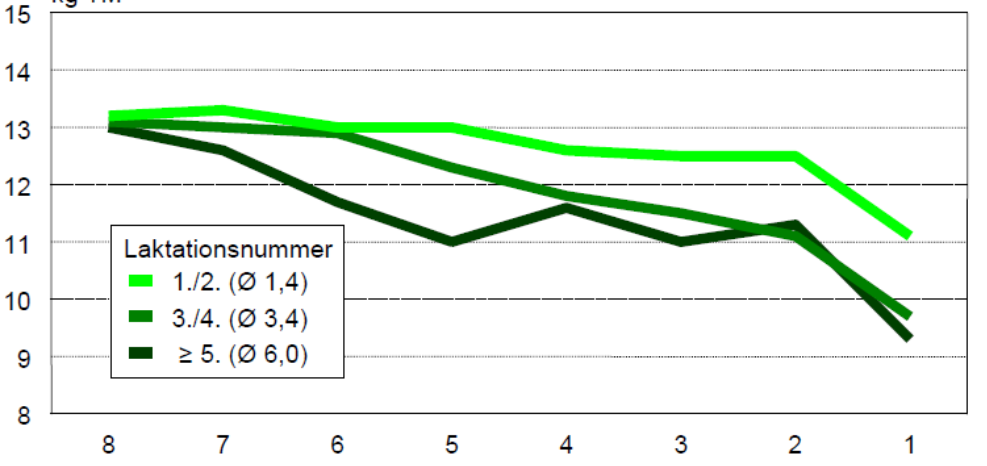 15
14
13
12
11
10
9
8
Laktationsnummer
1./2. (Ø 1,4)
3./4. (Ø 3,4)
≥ 5. (Ø 6,0)
8 7 6 5 4 3 2 1